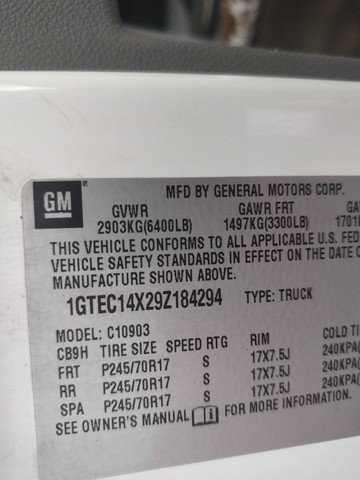 GM
MFD BY GENERAL MOTORS CORP.
GVWR GAWR FRT
2903KG(6400LB) 1497KG(3300LB)
THIS VEHICLE CONFORMS TO ALL APPLICABLE U.S. FED
VEHICLE SAFETY STANDARDS IN EFFECT ON THE DATE O
MANUFACTURE SHOWN ABOVE.
1GTEC14X29Z184294 TYPE: TRUCK
MODEL: C10903
CB9H TIRE SIZE SPEED RTG RIM COLD TI
FRT P245/70R17 S 17X7.5J 240KPA(
RR P245/70R17 S 17X7.5J 240KPA(
SPA P245/70R17 S 17X7.5J 240KPA(
SEE OWNER'S MANUAL FOR MORE INFORMATION.